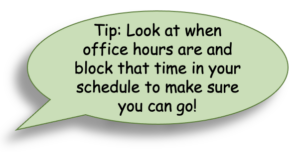 Tip: Look at when
office hours are and
block that time in your
schedule to make sure
you can go!